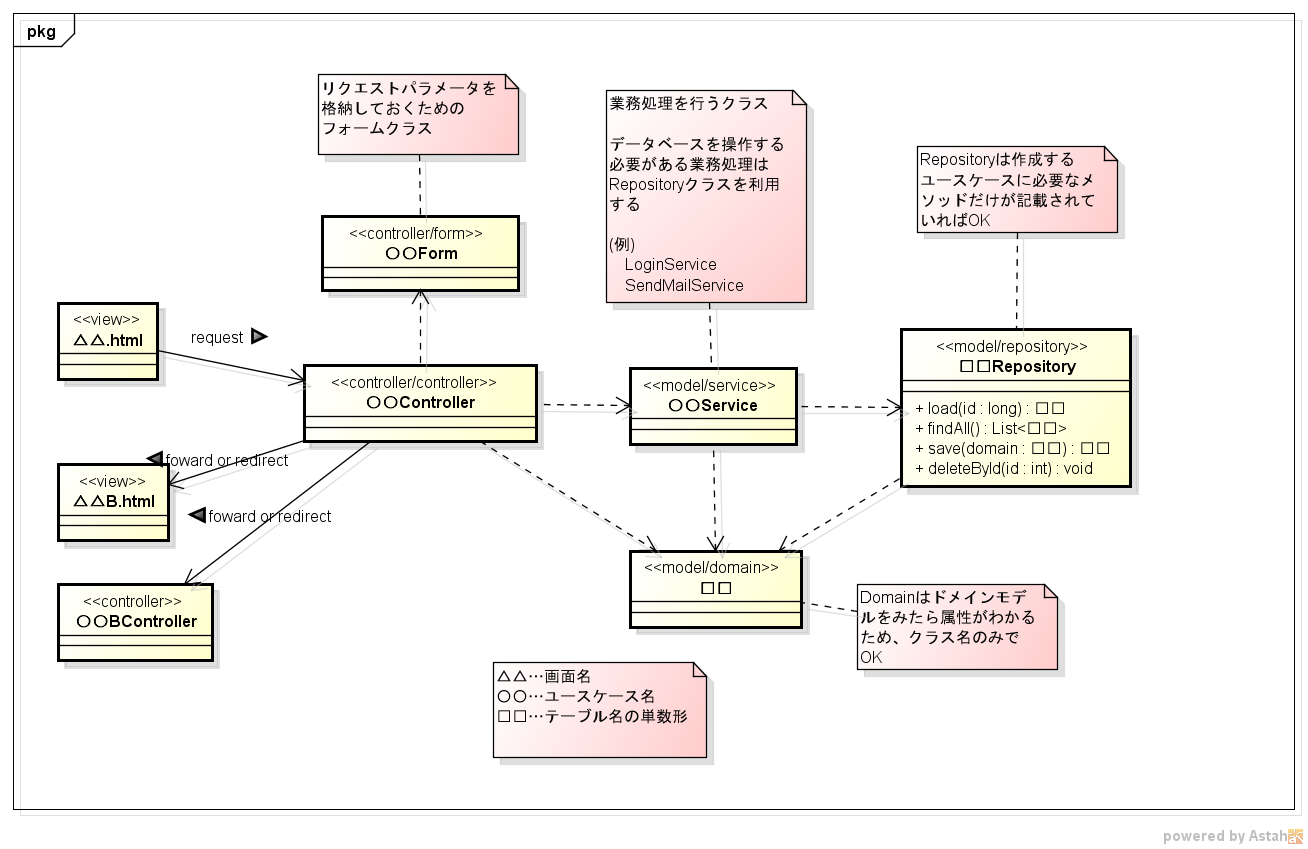 pkg
リクエストパラメータを
格納しておくための
フォームクラス
業務処理を行うクラス
データベースを操作する
必要がある業務処理は
Repositoryクラスを利用
する
(例)
LoginService
SendMailService
Repositoryは作成する
ユースケースに必要なメ
ソッドだけが記載されて
いればOK
<<controller/form>>
〇〇Form
<<view>>
△△.html
request
<<controller/controller>>
〇〇Controller
<<model/service>>
〇〇Service
<<model/repository>>
□□Repository
+ load(id : long) : □□
+ findAll() : List<□□>
+ save(domain : □□) : □□
+ deleteById(id : int) : void
foward or redirect
<<view>>
△△B.html
foward or redirect
<<controller>>
〇〇BController
<<model/domain>>
□□
Domainはドメインモデ
ルをみたら属性がわかる
ため、クラス名のみで
OK
△△…画面名
〇〇…ユースケース名
□□…テーブル名の単数形
powered by Astah